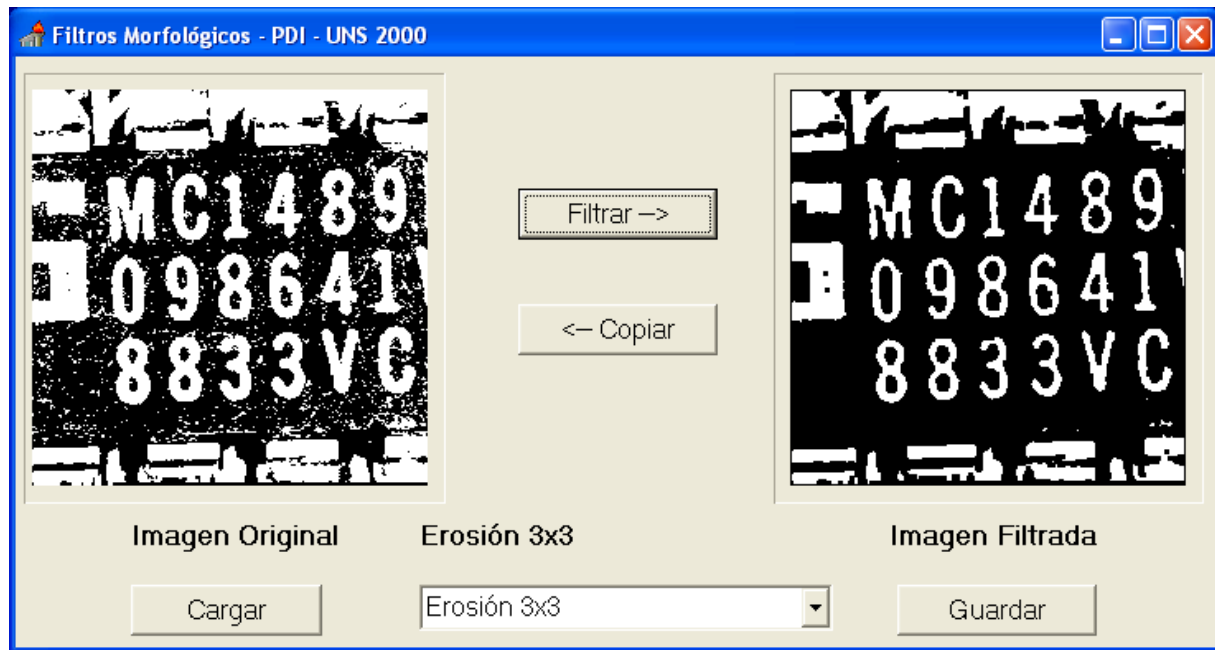 Filtros Morfológicos - PDI - UNS 2000
MC1489
098641
8833VC
Filtrar -->
<-- Copiar
MC1489
098641
8833VC
Imagen Original
Erosión 3x3
Imagen Filtrada
Cargar
Erosión 3x3
Guardar